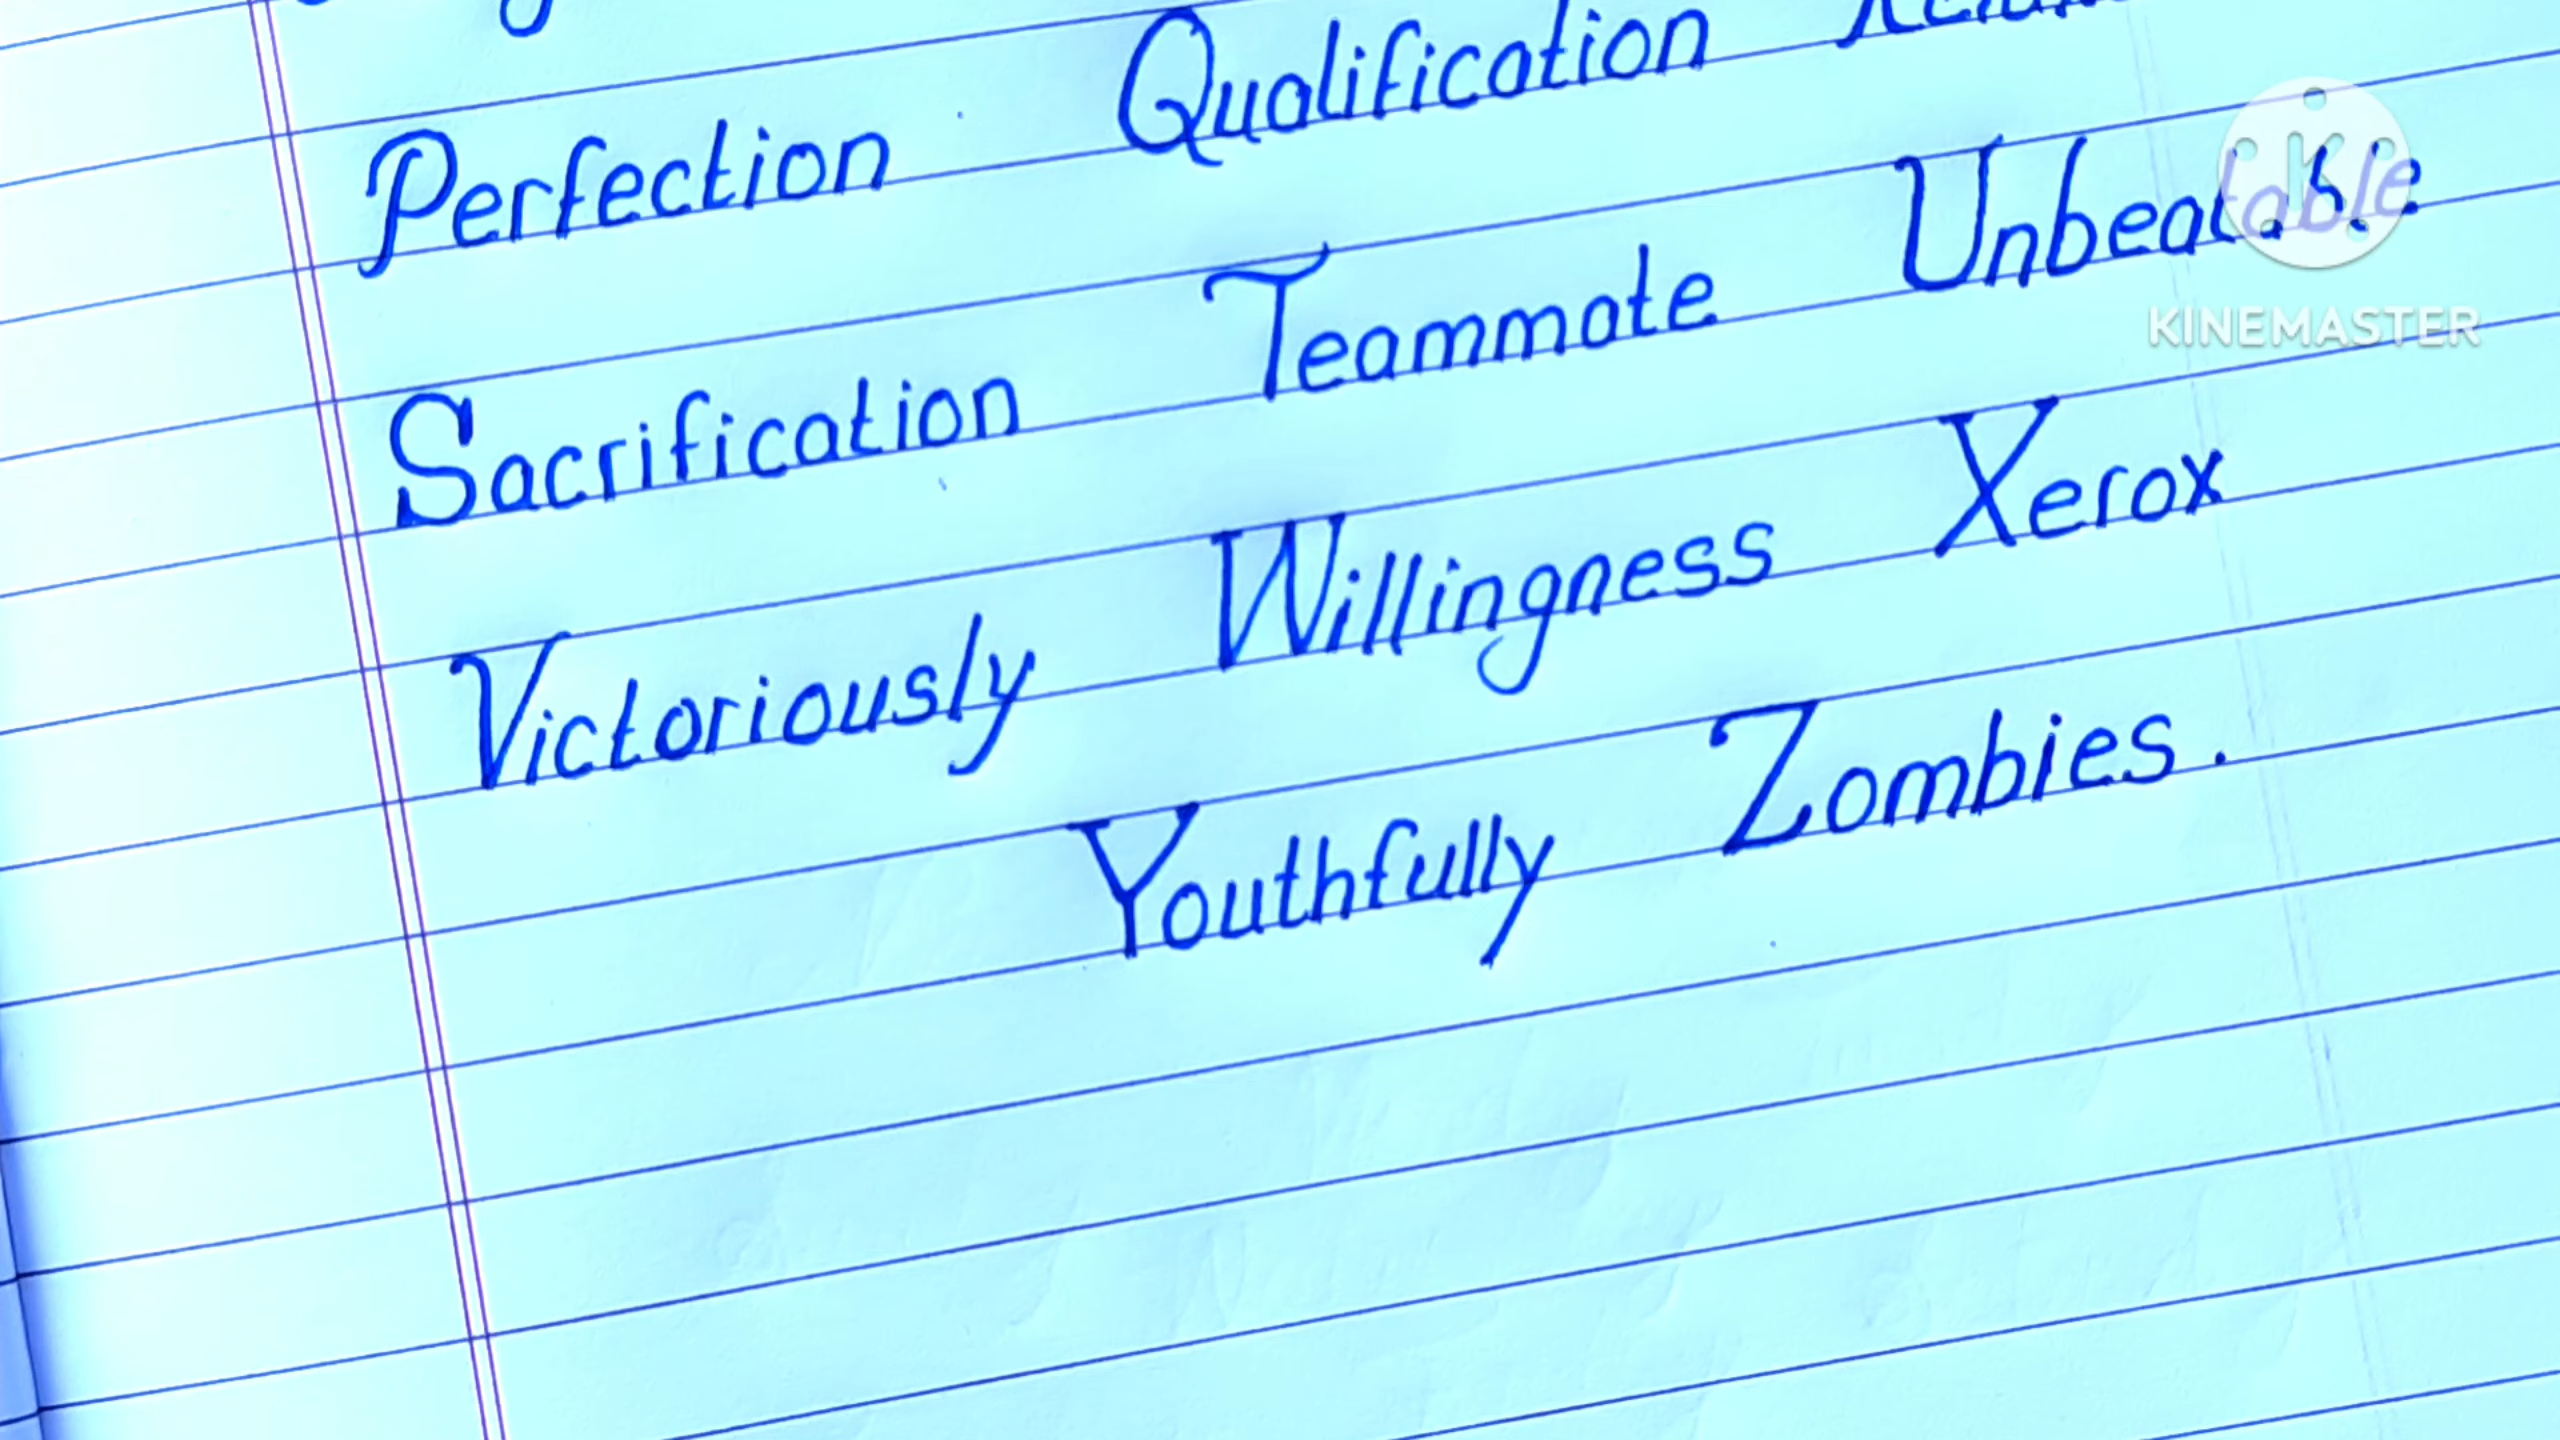 Perfection Qualification
Sacrification Teammate Unbeatable
Victoriously Willingness Xerox
Youthfully Zombies.
KINEMASTER